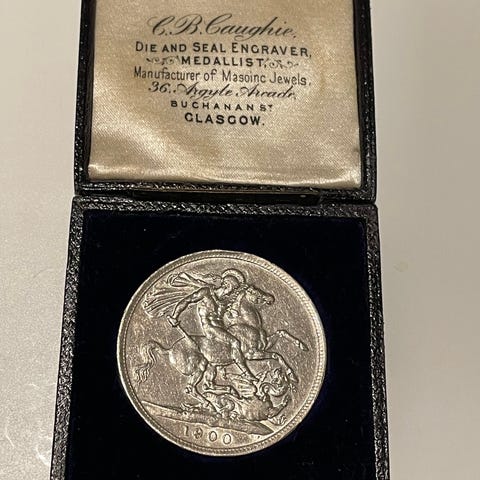 C.B. Caughie,
DIE AND SEAL ENGRAVER,
MEDALLIST,
Manufacturer of Masoinc Jewels,
36, Argyle Arcade,
BUCHANAN ST
GLASGOW.
1900